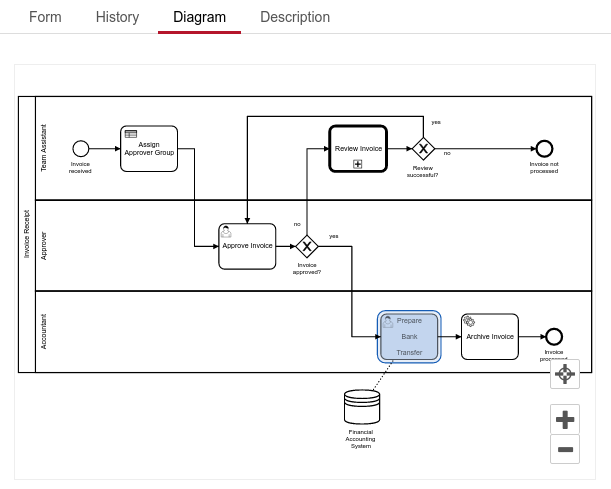 Form
History
Diagram
Description
Invoice Receipt
Team Assistant
Approver
Accountant
Invoice
received
Assign
Approver Group
Review Invoice
yes
no
Review
successful?
Invoice not
processed
Approve Invoice
no
yes
Invoice
approved?
Prepare
Bank
Transfer
Archive Invoice
Invoice
Financial
Accounting
System